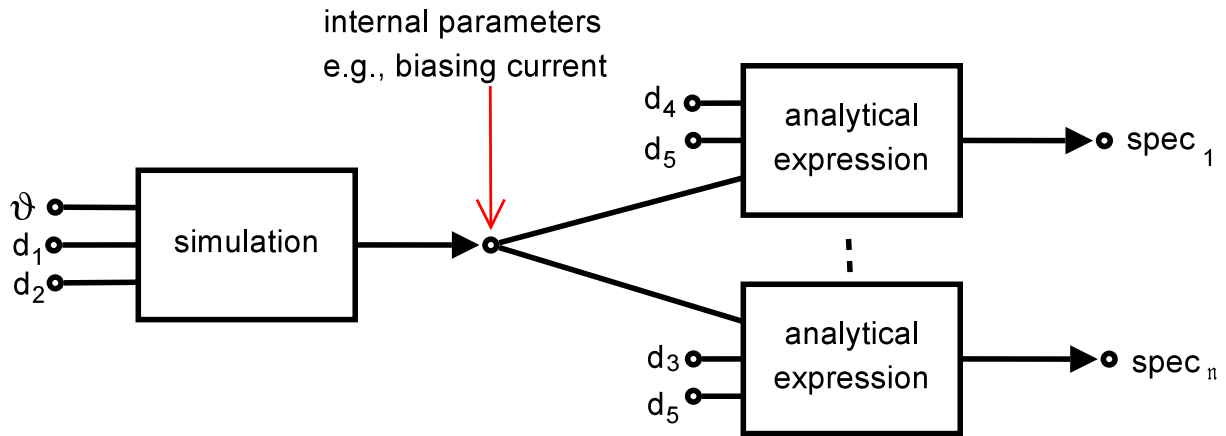 internal parameters
e.g., biasing current
d4
d5
analytical
expression
spec 1
ϑ
d1
d2
simulation
analytical
expression
d3
d5
spec n